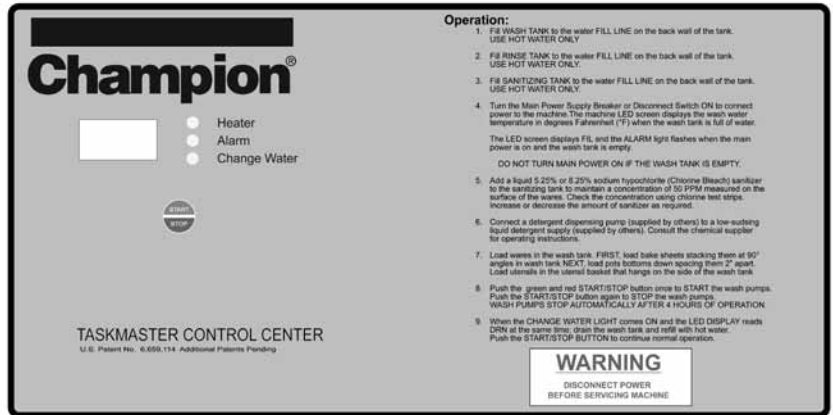 Champion®
Heater
Alarm
Change Water
START
STOP
TASKMASTER CONTROL CENTER
U.S. Patent No. 6,659,114 Additional Patents Pending
Operation:
1. Fill WASH TANK to the water FILL LINE on the back wall of the tank.
USE HOT WATER ONLY
2. Fill RINSE TANK to the water FILL LINE on the back wall of the tank.
USE HOT WATER ONLY.
3. Fill SANITIZING TANK to the water FILL LINE on the back wall of the tank.
USE HOT WATER ONLY.
4. Turn the Main Power Supply Breaker or Disconnect Switch ON to connect
power to the machine.The machine LED screen displays the wash water
temperature in degrees Fahrenheit (°F) when the wash tank is full of water.
The LED screen displays FIL and the ALARM light flashes when the main
power is on and the wash tank is empty.
DO NOT TURN MAIN POWER ON IF THE WASH TANK IS EMPTY.
5. Add a liquid 5.25% or 8.25% sodium hypochlorite (Chlorine Bleach) sanitizer
to the sanitizing tank to maintain a concentration of 50 PPM measured on the
surface of the wares. Check the concentration using chlorine test strips.
Increase or decrease the amount of sanitizer as required.
6. Connect a detergent dispensing pump (supplied by others) to a low-sudsing
liquid detergent supply (supplied by others). Consult the chemical supplier
for operating instructions.
7. Load wares in the wash tank. FIRST, load bake sheets stacking them at 90°
angles in wash tank NEXT, load pots bottoms down spacing them 2" apart.
Load utensils in the utensil basket that hangs on the side of the wash tank
8. Push the green and red START/STOP button once to START the wash pumps.
Push the START/STOP button again to STOP the wash pumps.
WASH PUMPS STOP AUTOMATICALLY AFTER 4 HOURS OF OPERATION
9. When the CHANGE WATER LIGHT comes ON and the LED DISPLAY reads
DRN at the same time; drain the wash tank and refill with hot water.
Push the START/STOP BUTTON to continue normal operation.
WARNING
DISCONNECT POWER
BEFORE SERVICING MACHINE